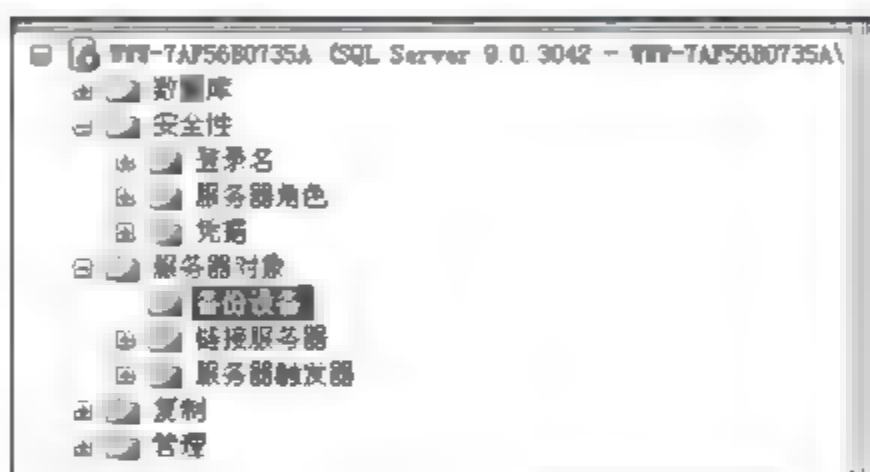 WWW-7AF56B0735A (SQL Server 9.0.3042 - WWW-7AF56B0735A\
数据库
安全性
登录名
服务器角色
凭据
服务器对象
备份设备
链接服务器
服务器触发器
复制
管理